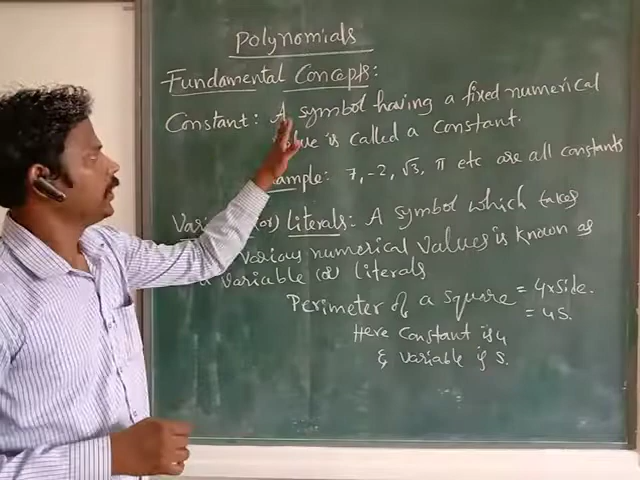 Polynomials
Fundamental Concepts:
Constant: A symbol having a fixed numerical
value is called a Constant.
Example: 7, -2, √3, π etc are all constants
(or) Literals: A symbol which takes
various numerical values is known as
a variable (or) literals
Perimeter of a square = 4×side.
= 4s.
Here Constant is 4
& variable is s.